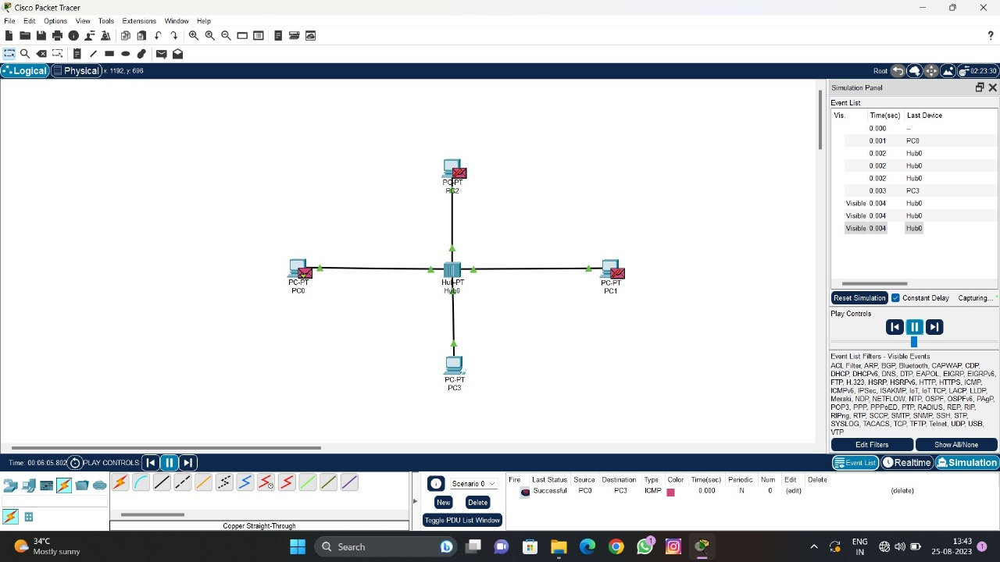 Cisco Packet Tracer
File Edit Options View Tools Extensions Window Help
?
Logical Physical x: 1192, y: 696 Root 02:23:30
Simulation Panel
Event List
Vis. Time(sec) Last Device
0.000 --
0.001 PC0
0.002 Hub0
0.002 Hub0
0.002 Hub0
0.003 PC3
Visible 0.004 Hub0
Visible 0.004 Hub0
Visible 0.004 Hub0
PC-PT
PC2
PC-PT
PC0
Hub-PT
Hub0
PC-PT
PC1
PC-PT
PC3
Reset Simulation Constant Delay Capturing...
Play Controls
Event List Filters - Visible Events
ACL Filter, ARP, BGP, Bluetooth, CAPWAP, CDP,
DHCP, DHCPv6, DNS, DTP, EAPOL, EIGRP, EIGRPv6,
FTP, H.323, HSRP, HSRPv6, HTTP, HTTPS, ICMP,
ICMPv6, IPSec, ISAKMP, IoT, IoT TCP, LACP, LLDP,
Meraki, NDP, NETFLOW, NTP, OSPF, OSPFv6, PAgP,
POP3, PPP, PPPoED, PTP, RADIUS, REP, RIP,
RIPng, RTP, SCCP, SMTP, SNMP, SSH, STP,
SYSLOG, TACACS, TCP, TFTP, Telnet, UDP, USB,
VTP
Edit Filters Show All/None
Time: 00:06:05.802 PLAY CONTROLS: Event List Realtime Simulation
Scenario 0
New Delete
Toggle PDU List Window
Fire Last Status Source Destination Type Color Time(sec) Periodic Num Edit Delete
Successful PC0 PC3 ICMP 0.000 N 0 (edit) (delete)
Copper Straight-Through
34°C
Mostly sunny
Search
1
ENG
IN
13:43
25-08-2023
1